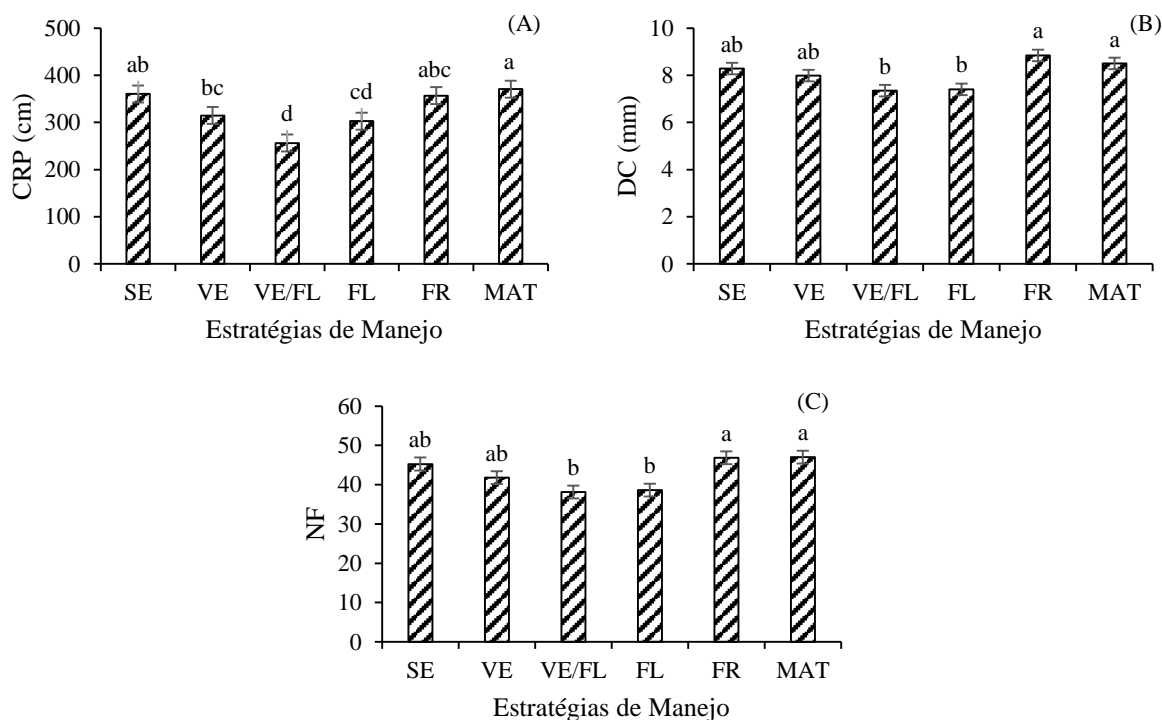 (A)
500
400
300
200
100
0
CRP (cm)
ab
bc
d
cd
abc
a
SE VE VE/FL FL FR MAT
Estratégias de Manejo
(B)
10
8
6
4
2
0
DC (mm)
ab
ab
b
b
a
a
SE VE VE/FL FL FR MAT
Estratégias de Manejo
(C)
60
50
40
30
20
10
0
NF
ab
ab
b
b
a
a
SE VE VE/FL FL FR MAT
Estratégias de Manejo